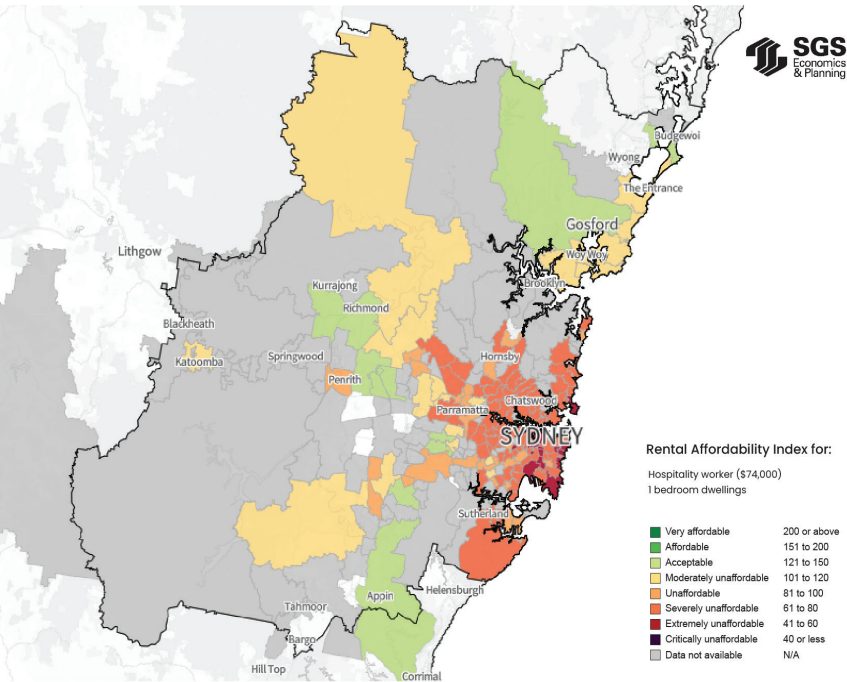 SGS
Economics
& Planning
Budgewoi
Wyong
The Entrance
Gosford
Lithgow
Woy Woy
Brooklyn
Kurrajong
Richmond
Blackheath
Katoomba
Springwood
Hornsby
Penrith
Chatswood
Parramatta
SYDNEY
Rental Affordability Index for:
Hospitality worker ($74,000)
1 bedroom dwellings
Sutherland
Very affordable 200 or above
Affordable 151 to 200
Acceptable 121 to 150
Moderately unaffordable 101 to 120
Unaffordable 81 to 100
Severely unaffordable 61 to 80
Extremely unaffordable 41 to 60
Critically unaffordable 40 or less
Data not available N/A
Helensburgh
Appin
Tahmoor
Bargo
Hill Top
Corrimal